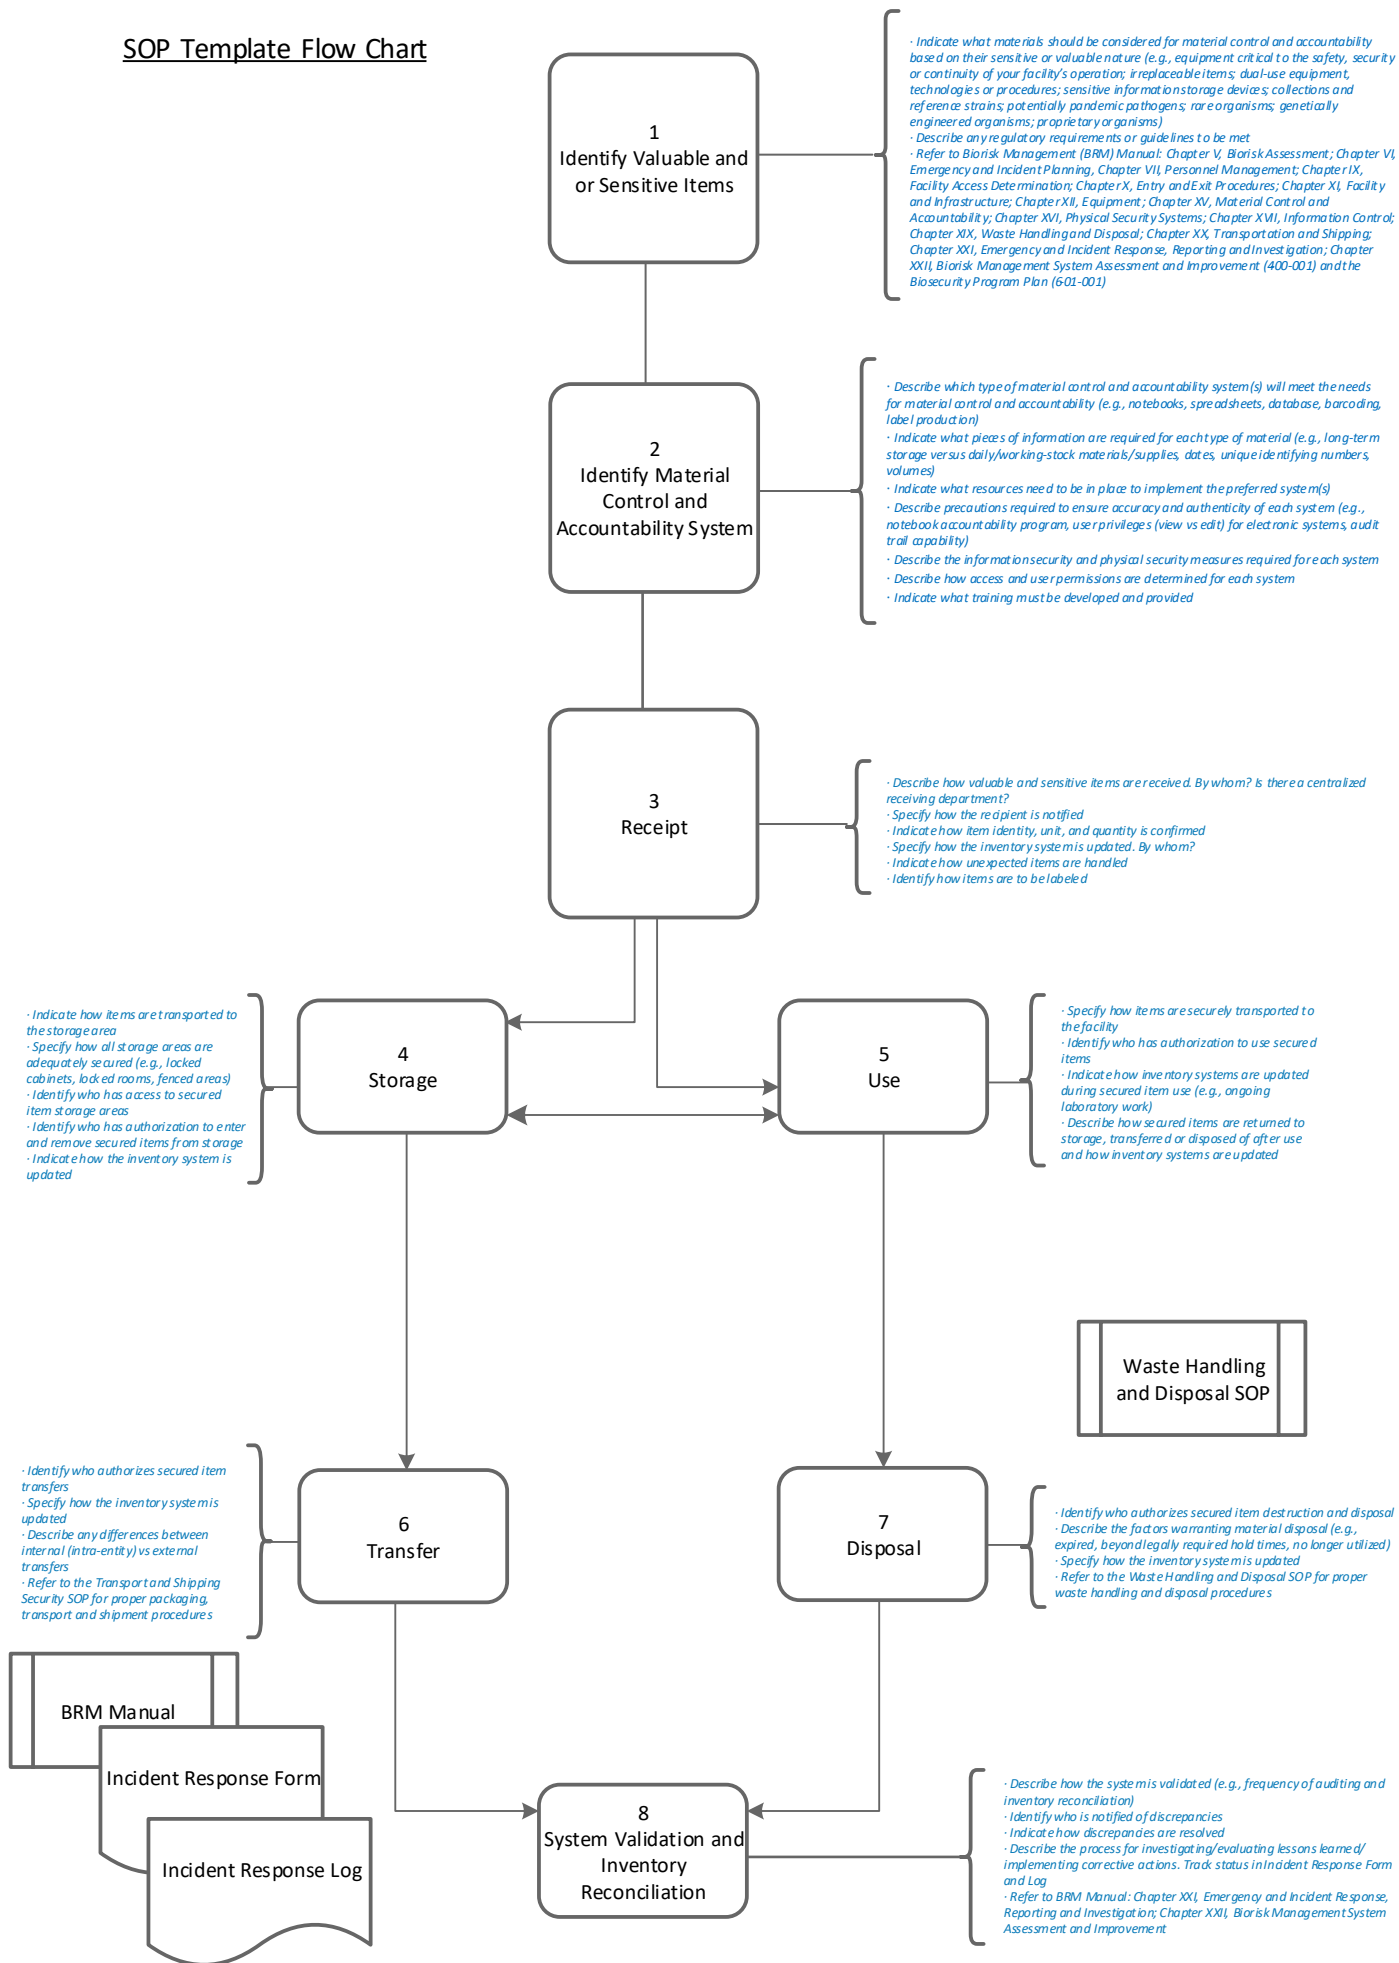 SOP Template Flow Chart
1
Identify Valuable and
or Sensitive Items
· Indicate what materials should be considered for material control and accountability
based on their sensitive or valuable nature (e.g., equipment critical to the safety, security
or continuity of your facility's operation; irreplaceable items; dual-use equipment,
technologies or procedures; sensitive information storage devices; collections and
reference strains; potentially pandemic pathogens; rare organisms; genetically
engineered organisms; proprietary organisms)
· Describe any regulatory requirements or guidelines to be met
· Refer to Biorisk Management (BRM) Manual: Chapter V, Biorisk Assessment; Chapter VI,
Emergency and Incident Planning, Chapter VII, Personnel Management; Chapter IX,
Facility Access Determination; Chapter X, Entry and Exit Procedures; Chapter XI, Facility
and Infrastructure; Chapter XII, Equipment; Chapter XV, Material Control and
Accountability; Chapter XVI, Physical Security Systems; Chapter XVII, Information Control;
Chapter XIX, Waste Handling and Disposal; Chapter XX, Transportation and Shipping;
Chapter XXI, Emergency and Incident Response, Reporting and Investigation; Chapter
XXII, Biorisk Management System Assessment and Improvement (400-001) and the
Biosecurity Program Plan (6-01-001)
2
Identify Material
Control and
Accountability System
· Describe which type of material control and accountability system(s) will meet the needs
for material control and accountability (e.g., notebooks, spreadsheets, database, barcoding,
label production)
· Indicate what pieces of information are required for each type of material (e.g., long-term
storage versus daily/working-stock materials/supplies, dates, unique identifying numbers,
volumes)
· Indicate what resources need to be in place to implement the preferred system(s)
· Describe precautions required to ensure accuracy and authenticity of each system (e.g.,
notebook accountability program, user privileges (view vs edit) for electronic systems, audit
trail capability)
· Describe the information security and physical security measures required for each system
· Describe how access and user permissions are determined for each system
· Indicate what training must be developed and provided
3
Receipt
· Describe how valuable and sensitive items are received. By whom? Is there a centralized
receiving department?
· Specify how the recipient is notified
· Indicate how item identity, unit, and quantity is confirmed
· Specify how the inventory system is updated. By whom?
· Indicate how unexpected items are handled
· Identify how items are to be labeled
· Indicate how items are transported to
the storage area
· Specify how all storage areas are
adequately secured (e.g., locked
cabinets, locked rooms, fenced areas)
· Identify who has access to secured
item storage areas
· Identify who has authorization to enter
and remove secured items from storage
· Indicate how the inventory system is
updated
4
Storage
5
Use
· Specify how items are securely transported to
the facility
· Identify who has authorization to use secured
items
· Indicate how inventory systems are updated
during secured item use (e.g., ongoing
laboratory work)
· Describe how secured items are returned to
storage, transferred or disposed of after use
and how inventory systems are updated
Waste Handling
and Disposal SOP
· Identify who authorizes secured item
transfers
· Specify how the inventory system is
updated
· Describe any differences between
internal (intra-entity) vs external
transfers
· Refer to the Transport and Shipping
Security SOP for proper packaging,
transport and shipment procedures
6
Transfer
7
Disposal
· Identify who authorizes secured item destruction and disposal
· Describe the factors warranting material disposal (e.g.,
expired, beyond legally required hold times, no longer utilized)
· Specify how the inventory system is updated
· Refer to the Waste Handling and Disposal SOP for proper
waste handling and disposal procedures
BRM Manual
Incident Response Form
Incident Response Log
8
System Validation and
Inventory
Reconciliation
· Describe how the system is validated (e.g., frequency of auditing and
inventory reconciliation)
· Identify who is notified of discrepancies
· Indicate how discrepancies are resolved
· Describe the process for investigating/evaluating lessons learned/
implementing corrective actions. Track status in Incident Response Form
and Log
· Refer to BRM Manual: Chapter XXI, Emergency and Incident Response,
Reporting and Investigation; Chapter XXII, Biorisk Management System
Assessment and Improvement